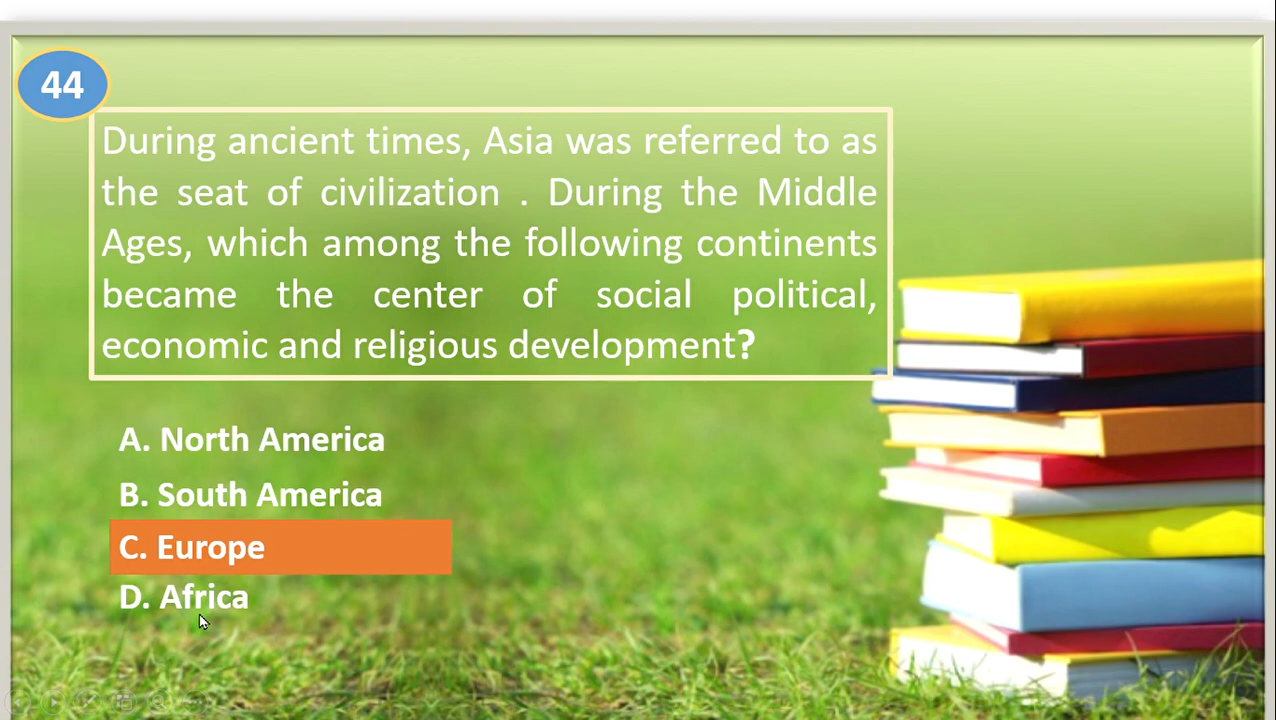 44
During ancient times, Asia was referred to as
the seat of civilization . During the Middle
Ages, which among the following continents
became the center of social political,
economic and religious development?
A. North America
B. South America
C. Europe
D. Africa